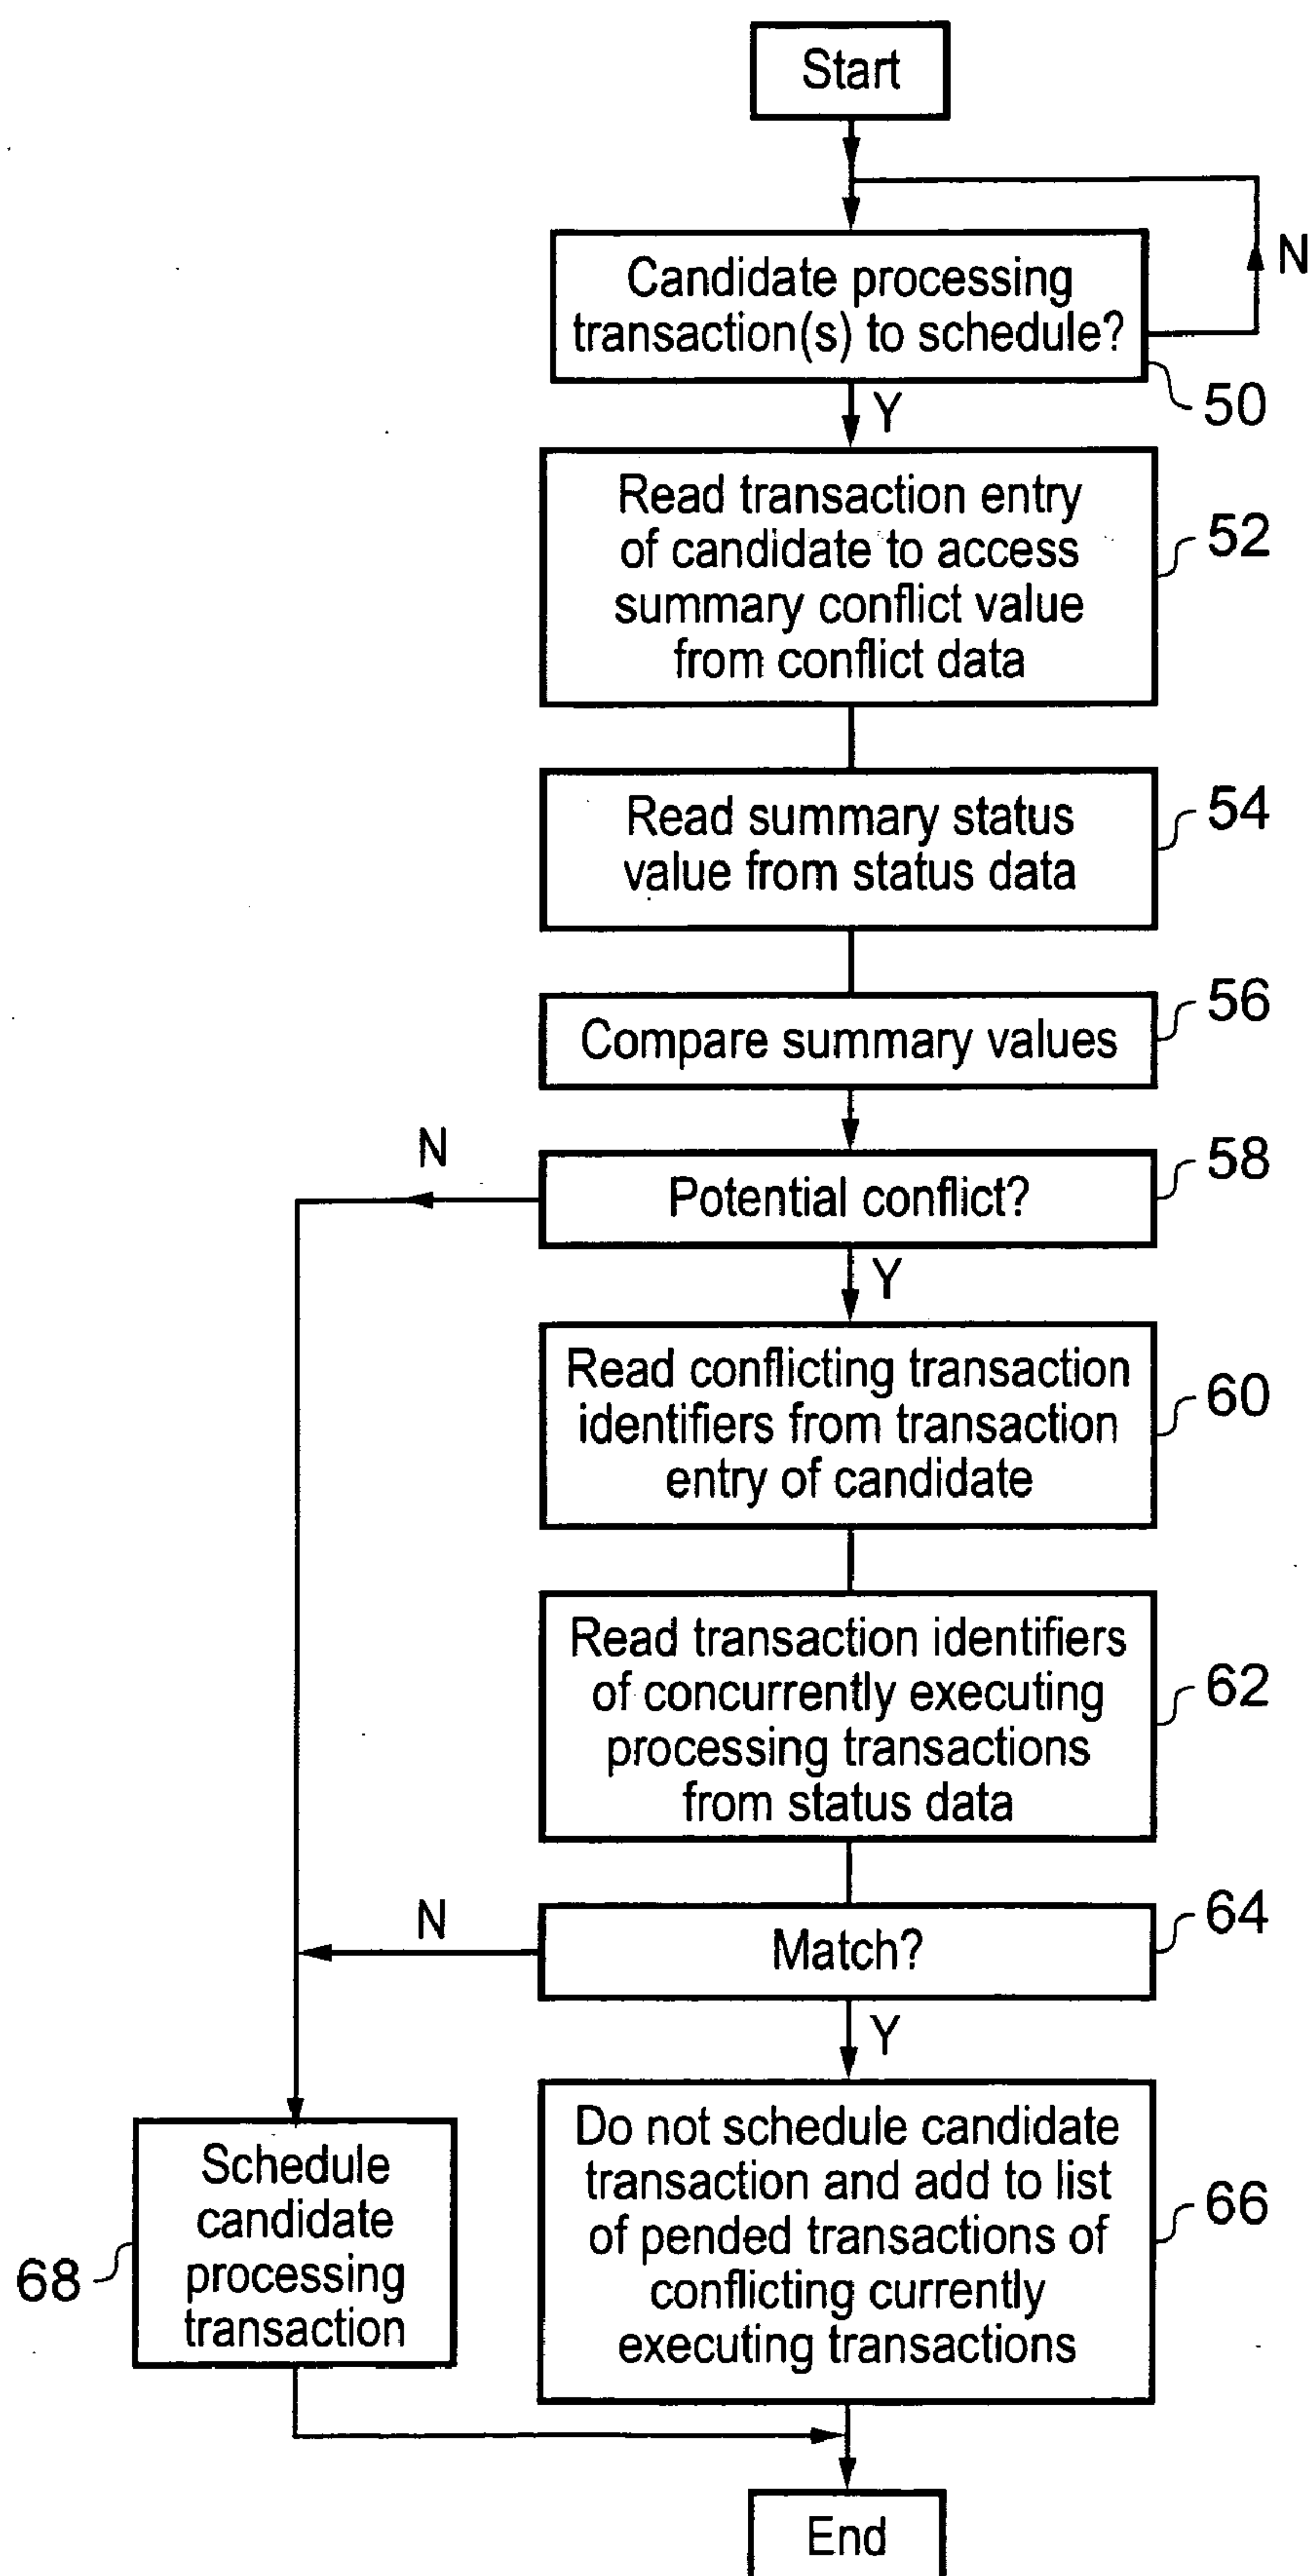 Start
N
Candidate processing
transaction(s) to schedule?
50
Y
Read transaction entry
of candidate to access
summary conflict value
from conflict data
52
Read summary status
value from status data
54
Compare summary values
56
N
Potential conflict?
58
Y
Read conflicting transaction
identifiers from transaction
entry of candidate
60
Read transaction identifiers
of concurrently executing
processing transactions
from status data
62
N
Match?
64
Y
Do not schedule candidate
transaction and add to list
of pended transactions of
conflicting currently
executing transactions
66
Schedule
candidate
processing
transaction
68
End